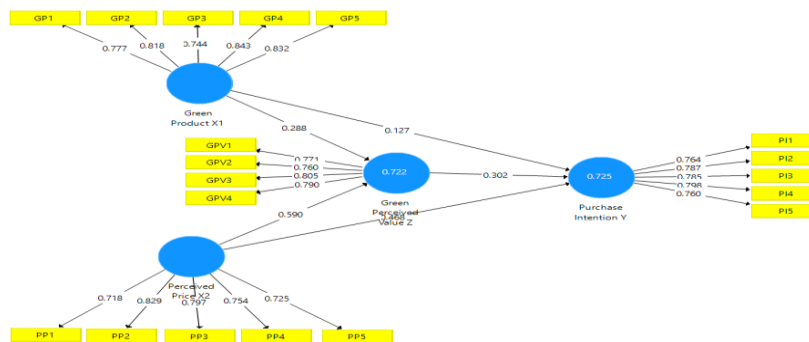 GP1 GP2 GP3 GP4 GP5
0.777 0.818 0.744 0.843 0.832
Green
Product X1
0.288
0.127
GPV1
GPV2
GPV3
GPV4
0.771
0.760
0.805
0.790
0.722
Green
Perceived
Value Z
0.302
0.725
Purchase
Intention Y
0.764
0.787
0.785
0.798
0.760
PI1
PI2
PI3
PI4
PI5
0.590
0.468
Perceived
Price X2
0.718 0.829 0.797 0.754 0.725
PP1 PP2 PP3 PP4 PP5